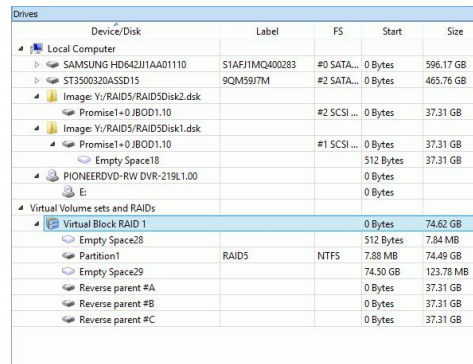 Drives
Device/Disk Label FS Start Size
Local Computer
SAMSUNG HD642JJ1AA01110 S1AFJ1MQ400283 #0 SATA... 0 Bytes 596.17 GB
ST3500320ASSD15 9QM59J7M #2 SATA... 0 Bytes 465.76 GB
Image: Y:/RAID5/RAID5Disk2.dsk
Promise1+0 JBOD1.10 #2 SCSI ... 0 Bytes 37.31 GB
Image: Y:/RAID5/RAID5Disk1.dsk
Promise1+0 JBOD1.10 #1 SCSI ... 0 Bytes 37.31 GB
Empty Space18 512 Bytes 37.31 GB
PIONEERDVD-RW DVR-219L1.00 0 Bytes
E: 0 Bytes
Virtual Volume sets and RAIDs
Virtual Block RAID 1 0 Bytes 74.62 GB
Empty Space28 512 Bytes 7.84 MB
Partition1 RAID5 NTFS 7.88 MB 74.49 GB
Empty Space29 74.50 GB 123.78 MB
Reverse parent #A 0 Bytes 37.31 GB
Reverse parent #B 0 Bytes 37.31 GB
Reverse parent #C 0 Bytes 37.31 GB